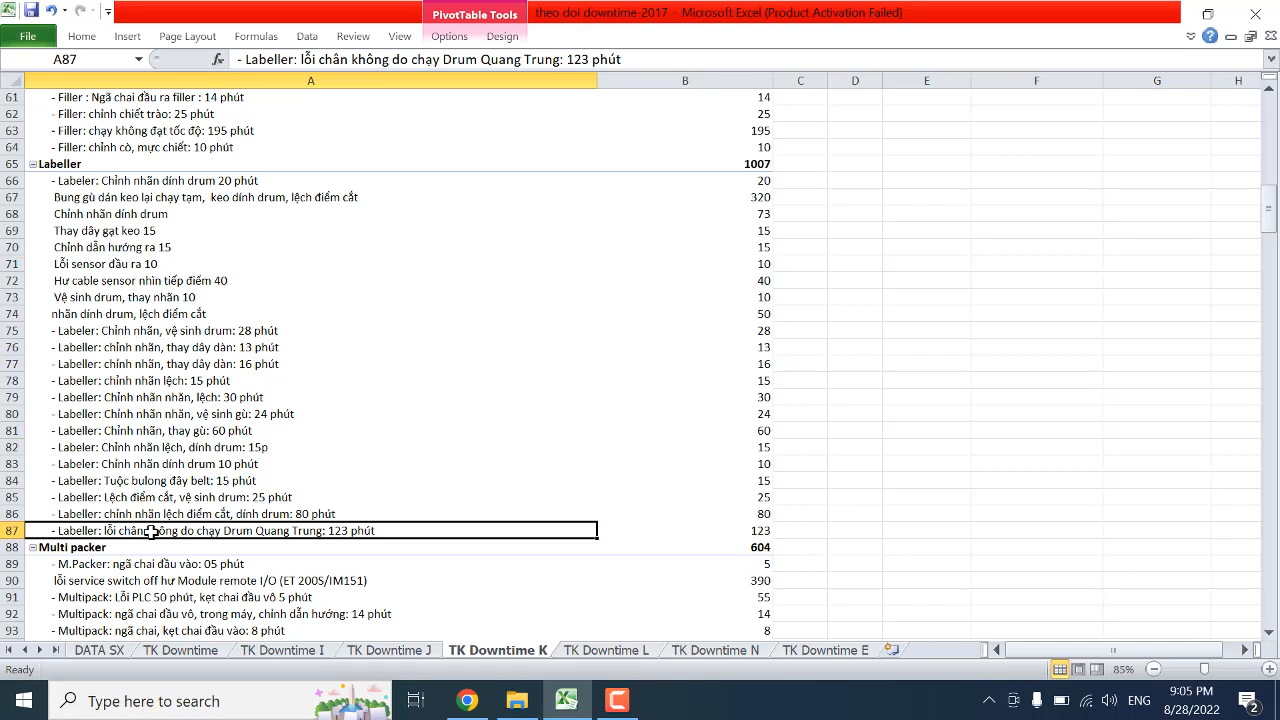 PivotTable Tools
theo doi downtime-2017 - Microsoft Excel (Product Activation Failed)
File Home Insert Page Layout Formulas Data Review View Options Design
A87 fx - Labeller: lỗi chân không do chạy Drum Quang Trung: 123 phút
A B C D E F G H
61 - Filler : Ngã chai đầu ra filler : 14 phút 14
62 - Filler: chỉnh chiết trào: 25 phút 25
63 - Filler: chạy không đạt tốc độ: 195 phút 195
64 - Filler: chỉnh cò, mực chiết: 10 phút 10
65 Labeller 1007
66 - Labeler: Chỉnh nhãn dính drum 20 phút 20
67 Bung gù dán keo lại chạy tạm, keo dính drum, lệch điểm cắt 320
68 Chỉnh nhãn dính drum 73
69 Thay dây gạt keo 15 15
70 Chỉnh dẫn hướng ra 15 15
71 Lỗi sensor đầu ra 10 10
72 Hư cable sensor nhìn tiếp điểm 40 40
73 Vệ sinh drum, thay nhãn 10 10
74 nhãn dính drum, lệch điểm cắt 50
75 - Labeller: Chỉnh nhãn, vệ sinh drum: 28 phút 28
76 - Labeller: chỉnh nhãn, thay dây dàn: 13 phút 13
77 - Labeller: chỉnh nhãn, thay dây dàn: 16 phút 16
78 - Labeller: chỉnh nhãn lệch: 15 phút 15
79 - Labeller: Chỉnh nhãn nhăn, lệch: 30 phút 30
80 - Labeller: Chỉnh nhãn nhăn, vệ sinh gù: 24 phút 24
81 - Labeller: Chỉnh nhãn, thay gù: 60 phút 60
82 - Labeller: Chỉnh nhãn lệch, dính drum: 15p 15
83 - Labeler: Chỉnh nhãn dính drum 10 phút 10
84 - Labeller: Tuộc bulong đây belt: 15 phút 15
85 - Labeller: Lệch điểm cắt, vệ sinh drum: 25 phút 25
86 - Labeller: chỉnh nhãn lệch điểm cắt, dính drum: 80 phút 80
87 - Labeller: lỗi chân không do chạy Drum Quang Trung: 123 phút 123
88 Multi packer 604
89 - M.Packer: ngã chai đầu vào: 05 phút 5
90 lỗi service switch off hư Module remote I/O (ET 200S/IM151) 390
91 - Multipack: Lỗi PLC 50 phút, kẹt chai đầu vô 5 phút 55
92 - Multipack: ngã chai đầu vô, trong máy, chỉnh dẫn hướng: 14 phút 14
93 - Multipack: ngã chai, kẹt chai đầu vào: 8 phút 8
DATA SX TK Downtime TK Downtime I TK Downtime J TK Downtime K TK Downtime L TK Downtime N TK Downtime E
Ready 85%
Type here to search ENG 9:05 PM
8/28/2022 2